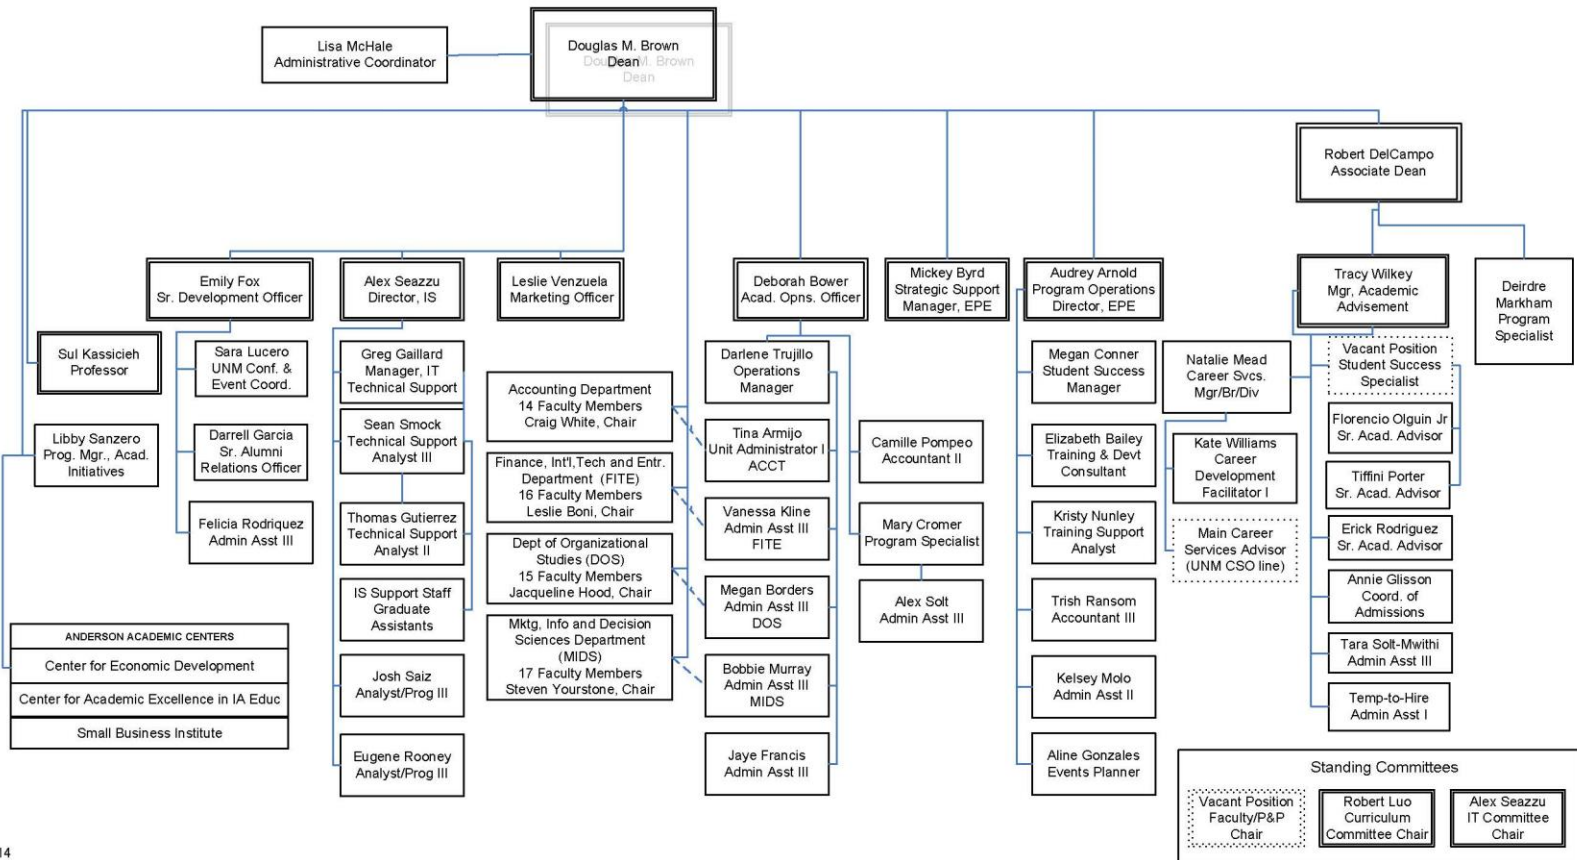 Lisa McHale
Administrative Coordinator
Douglas M. Brown
Dean
Douglas M. Brown
Dean
Robert DelCampo
Associate Dean
Emily Fox
Sr. Development Officer
Alex Seazzu
Director, IS
Leslie Venzuela
Marketing Officer
Deborah Bower
Acad. Opns. Officer
Mickey Byrd
Strategic Support
Manager, EPE
Audrey Arnold
Program Operations
Director, EPE
Tracy Wilkey
Mgr, Academic
Advisement
Deirdre
Markham
Program
Specialist
Sul Kassicieh
Professor
Libby Sanzero
Prog. Mgr., Acad.
Initiatives
Sara Lucero
UNM Conf. &
Event Coord.
Darrell Garcia
Sr. Alumni
Relations Officer
Felicia Rodriquez
Admin Asst III
Greg Gaillard
Manager, IT
Technical Support
Sean Smock
Technical Support
Analyst III
Thomas Gutierrez
Technical Support
Analyst II
IS Support Staff
Graduate
Assistants
Josh Saiz
Analyst/Prog III
Eugene Rooney
Analyst/Prog III
Accounting Department
14 Faculty Members
Craig White, Chair
Finance, Int'l,Tech and Entr.
Department (FITE)
16 Faculty Members
Leslie Boni, Chair
Dept of Organizational
Studies (DOS)
15 Faculty Members
Jacqueline Hood, Chair
Mktg, Info and Decision
Sciences Department
(MIDS)
17 Faculty Members
Steven Yourstone, Chair
Darlene Trujillo
Operations
Manager
Tina Armijo
Unit Administrator I
ACCT
Vanessa Kline
Admin Asst III
FITE
Megan Borders
Admin Asst III
DOS
Bobbie Murray
Admin Asst III
MIDS
Jaye Francis
Admin Asst III
Camille Pompeo
Accountant II
Mary Cromer
Program Specialist
Alex Solt
Admin Asst III
Megan Conner
Student Success
Manager
Elizabeth Bailey
Training & Devt
Consultant
Kristy Nunley
Training Support
Analyst
Trish Ransom
Accountant III
Kelsey Molo
Admin Asst II
Aline Gonzales
Events Planner
Natalie Mead
Career Svcs.
Mgr/Br/Div
Kate Williams
Career
Development
Facilitator I
Main Career
Services Advisor
(UNM CSO line)
Vacant Position
Student Success
Specialist
Florencio Olguin Jr
Sr. Acad. Advisor
Tiffini Porter
Sr. Acad. Advisor
Erick Rodriguez
Sr. Acad. Advisor
Annie Glisson
Coord. of
Admissions
Tara Solt-Mwithi
Admin Asst III
Temp-to-Hire
Admin Asst I
ANDERSON ACADEMIC CENTERS
Center for Economic Development
Center for Academic Excellence in IA Educ
Small Business Institute
Standing Committees
Vacant Position
Faculty/P&P
Chair
Robert Luo
Curriculum
Committee Chair
Alex Seazzu
IT Committee
Chair
14